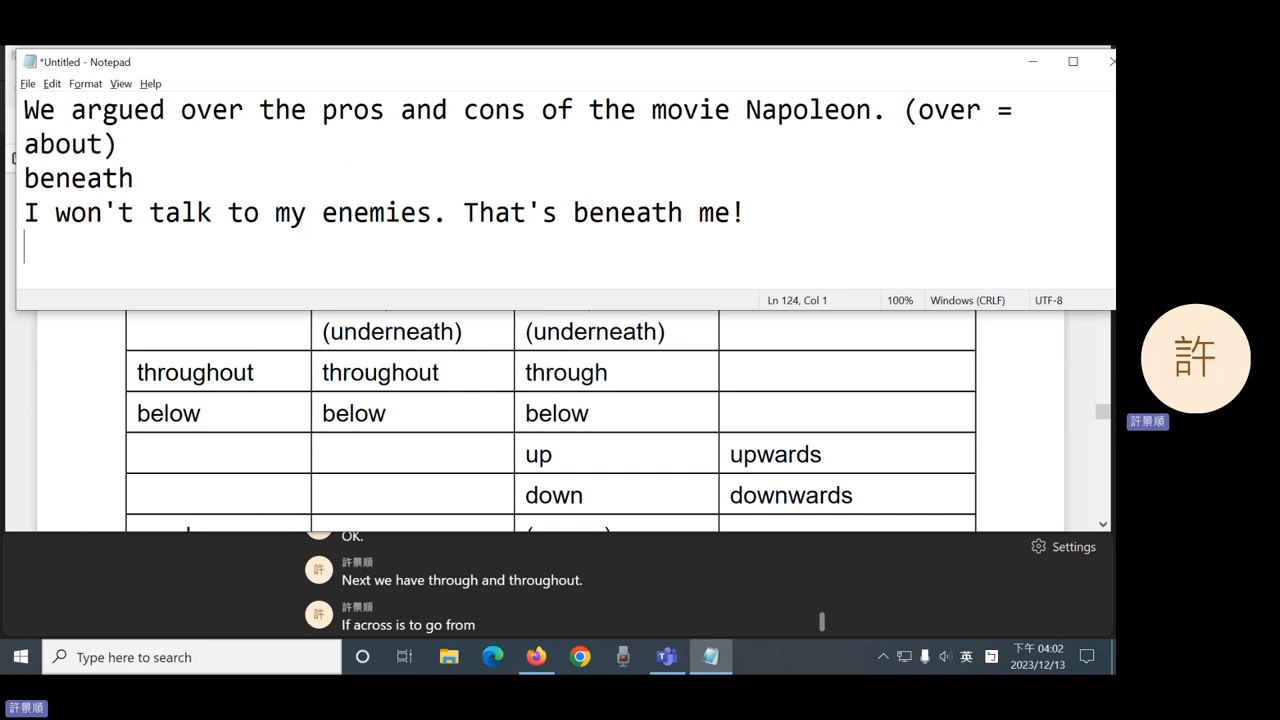 *Untitled - Notepad
File Edit Format View Help
We argued over the pros and cons of the movie Napoleon. (over =
about)
beneath
I won't talk to my enemies. That's beneath me!
Ln 124, Col 1 100% Windows (CRLF) UTF-8
(underneath) (underneath)
throughout throughout through
below below below
up upwards
down downwards
OK.
許景順
Next we have through and throughout.
許景順
If across is to go from
許
許
Settings
許
許景順
Type here to search
英
下午 04:02
2023/12/13
許景順